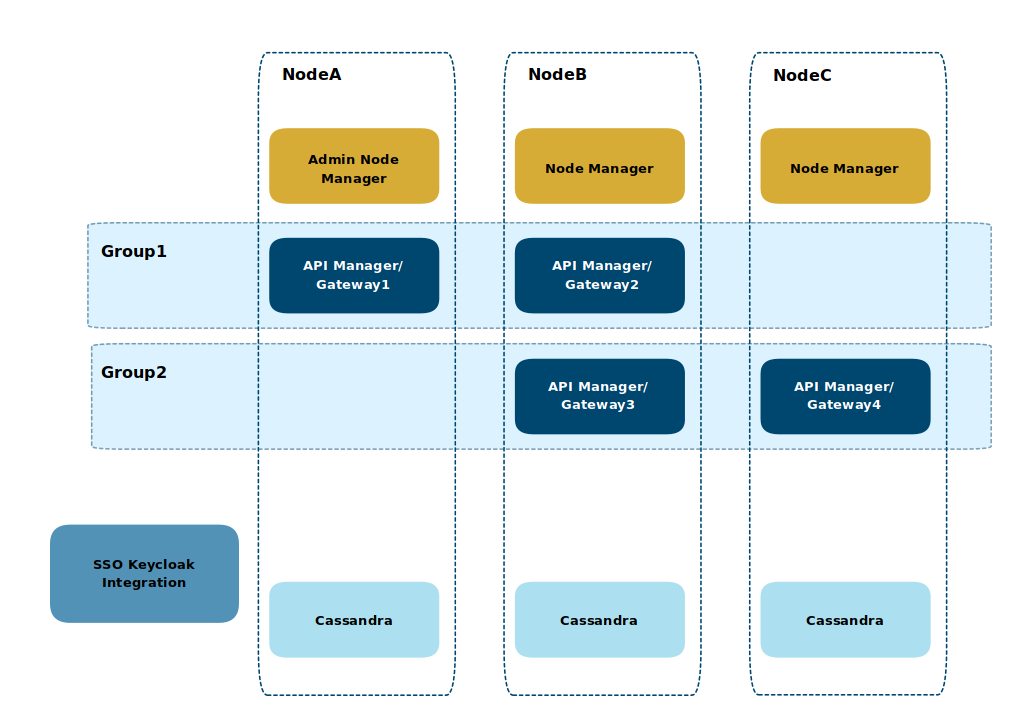 NodeA
NodeB
NodeC
Admin Node
Manager
Node Manager
Node Manager
Group1
API Manager/
Gateway1
API Manager/
Gateway2
Group2
API Manager/
Gateway3
API Manager/
Gateway4
SSO Keycloak
Integration
Cassandra
Cassandra
Cassandra